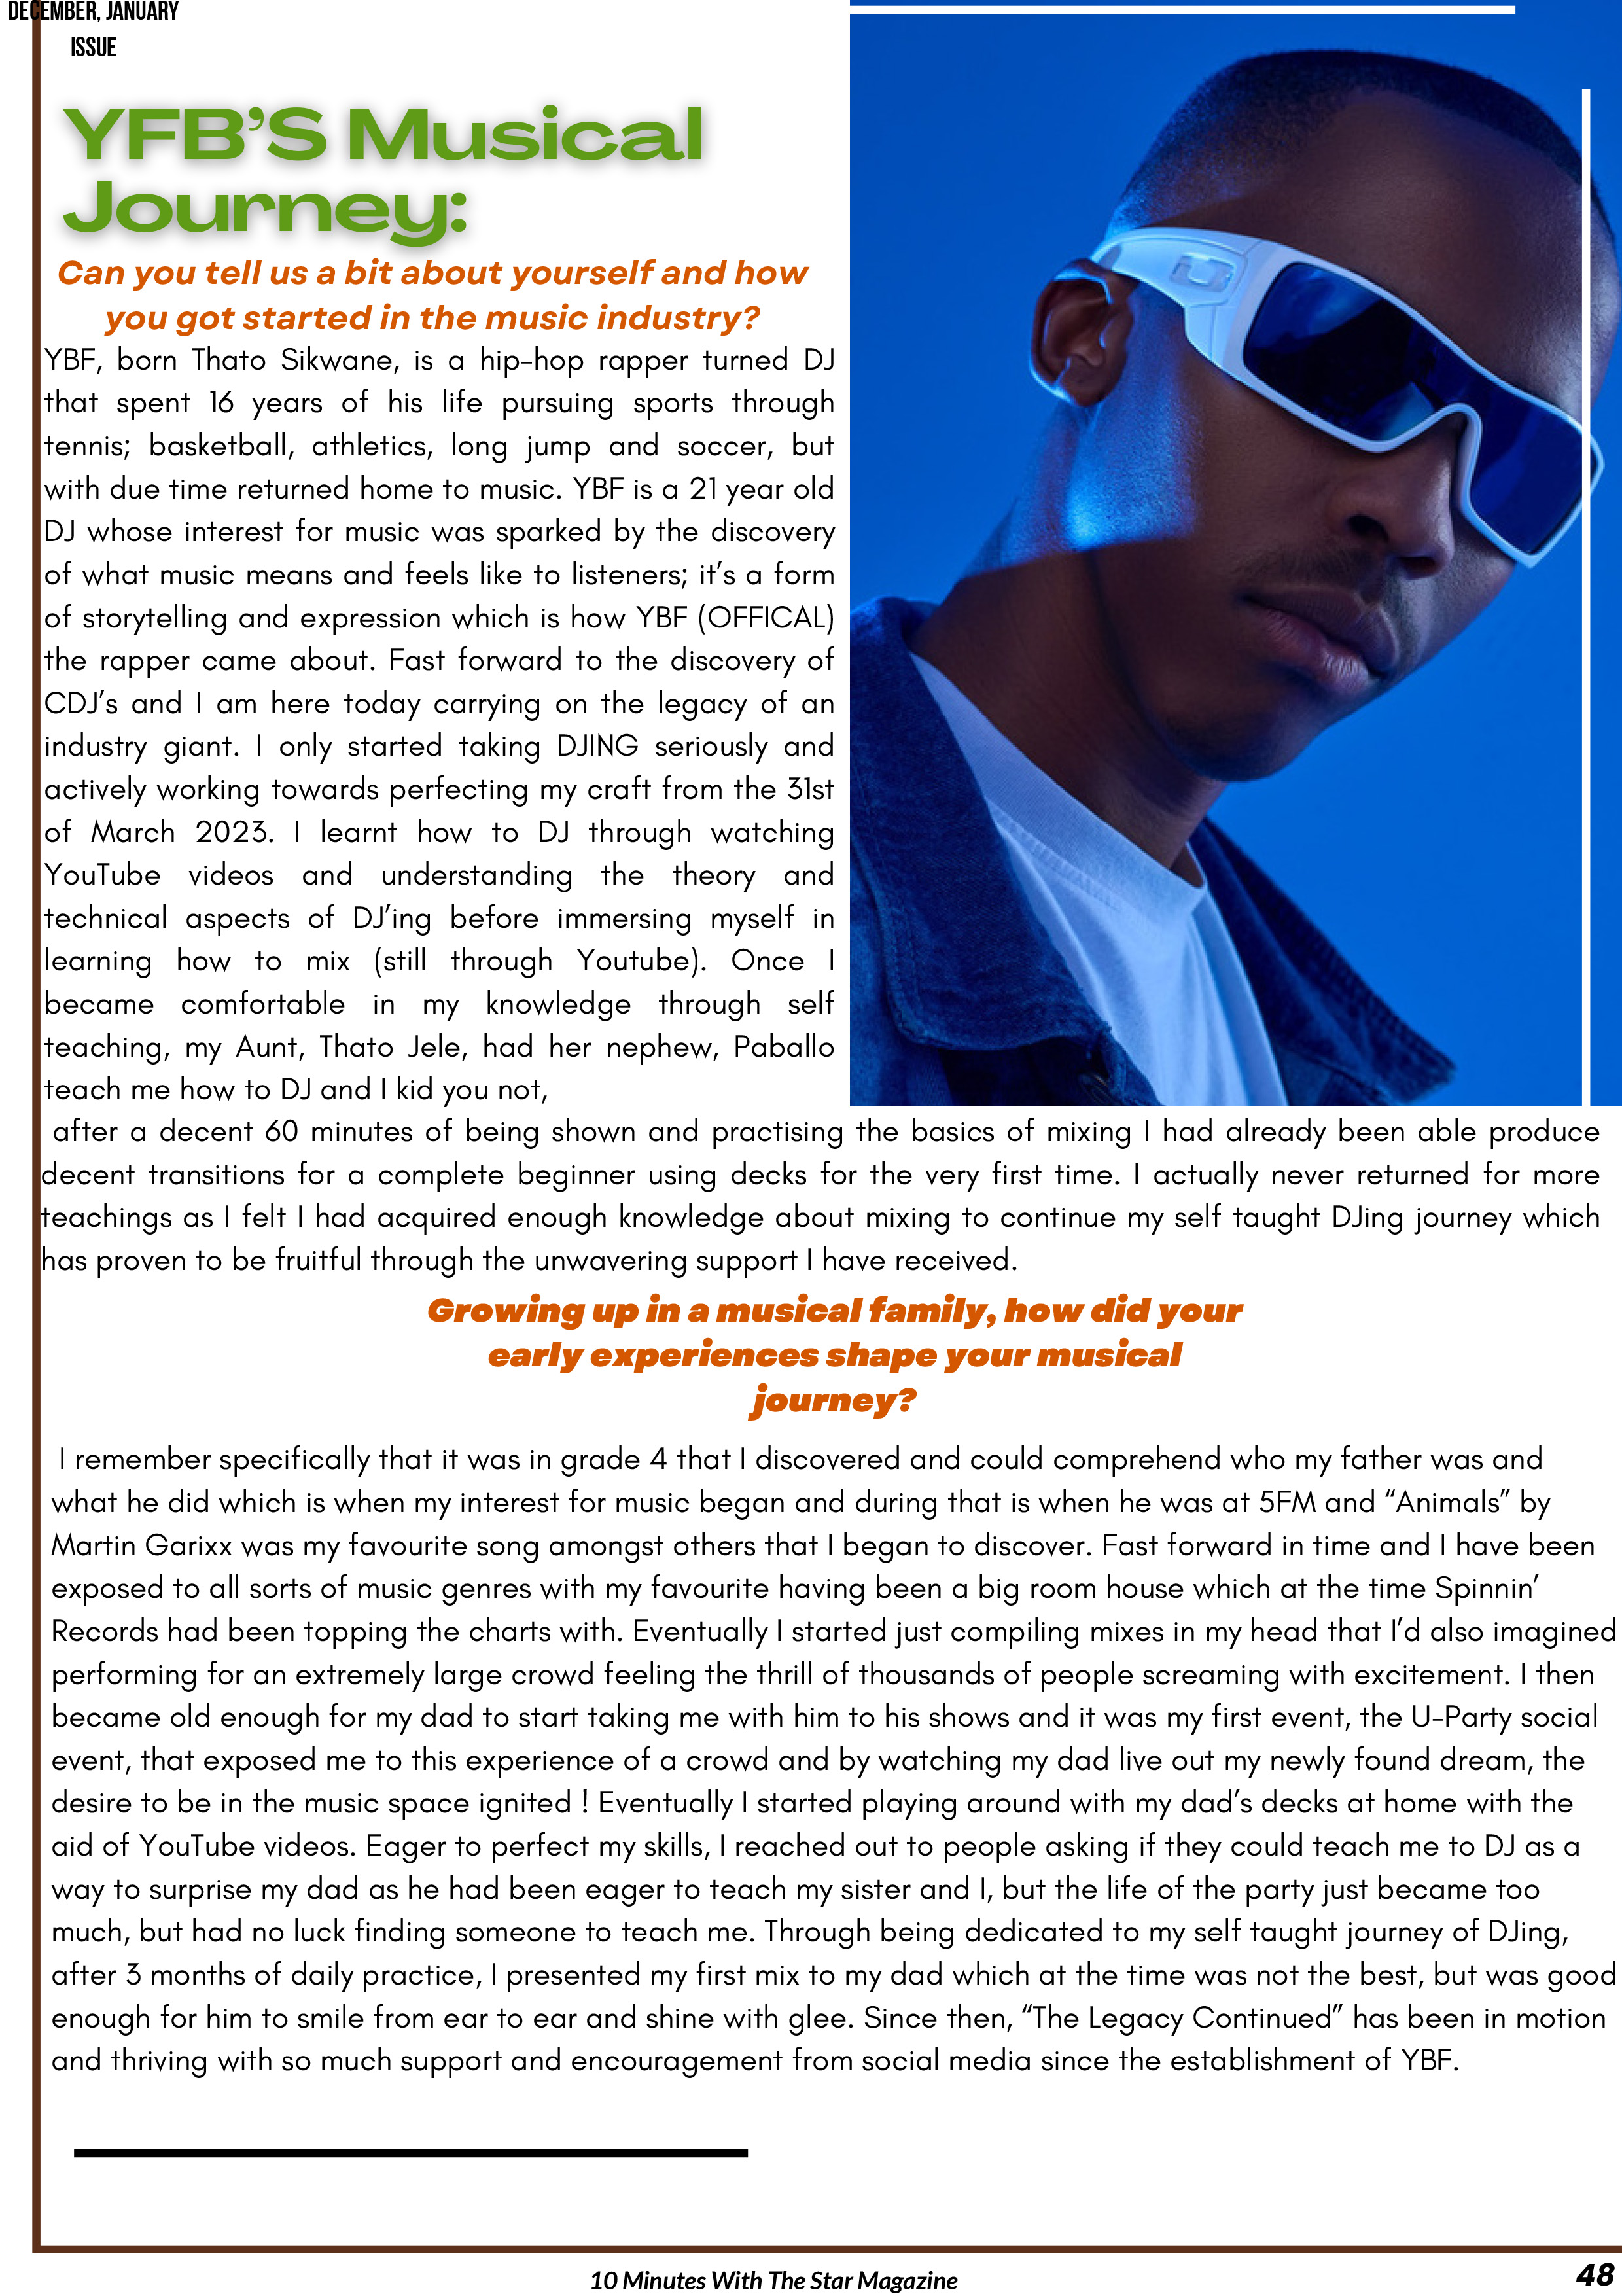 DECEMBER, JANUARY
ISSUE
YFB'S Musical
Journey:
Can you tell us a bit about yourself and how
you got started in the music industry?
YBF, born Thato Sikwane, is a hip-hop rapper turned DJ
that spent 16 years of his life pursuing sports through
tennis; basketball, athletics, long jump and soccer, but
with due time returned home to music. YBF is a 21 year old
DJ whose interest for music was sparked by the discovery
of what music means and feels like to listeners; it's a form
of storytelling and expression which is how YBF (OFFICAL)
the rapper came about. Fast forward to the discovery of
CDJ's and I am here today carrying on the legacy of an
industry giant. I only started taking DJING seriously and
actively working towards perfecting my craft from the 31st
of March 2023. I learnt how to DJ through watching
YouTube videos and understanding the theory and
technical aspects of DJ'ing before immersing myself in
learning how to mix (still through Youtube). Once I
became comfortable in my knowledge through self
teaching, my Aunt, Thato Jele, had her nephew, Paballo
teach me how to DJ and I kid you not,
after a decent 60 minutes of being shown and practising the basics of mixing I had already been able produce
decent transitions for a complete beginner using decks for the very first time. I actually never returned for more
teachings as I felt I had acquired enough knowledge about mixing to continue my self taught DJing journey which
has proven to be fruitful through the unwavering support I have received.
Growing up in a musical family, how did your
early experiences shape your musical
journey?
I remember specifically that it was in grade 4 that I discovered and could comprehend who my father was and
what he did which is when my interest for music began and during that is when he was at 5FM and “Animals” by
Martin Garixx was my favourite song amongst others that I began to discover. Fast forward in time and I have been
exposed to all sorts of music genres with my favourite having been a big room house which at the time Spinnin'
Records had been topping the charts with. Eventually I started just compiling mixes in my head that I'd also imagined
performing for an extremely large crowd feeling the thrill of thousands of people screaming with excitement. I then
became old enough for my dad to start taking me with him to his shows and it was my first event, the U-Party social
event, that exposed me to this experience of a crowd and by watching my dad live out my newly found dream, the
desire to be in the music space ignited ! Eventually I started playing around with my dad's decks at home with the
aid of YouTube videos. Eager to perfect my skills, I reached out to people asking if they could teach me to DJ as a
way to surprise my dad as he had been eager to teach my sister and I, but the life of the party just became too
much, but had no luck finding someone to teach me. Through being dedicated to my self taught journey of DJing,
after 3 months of daily practice, I presented my first mix to my dad which at the time was not the best, but was good
enough for him to smile from ear to ear and shine with glee. Since then, “The Legacy Continued” has been in motion
and thriving with so much support and encouragement from social media since the establishment of YBF.
10 Minutes With The Star Magazine
48